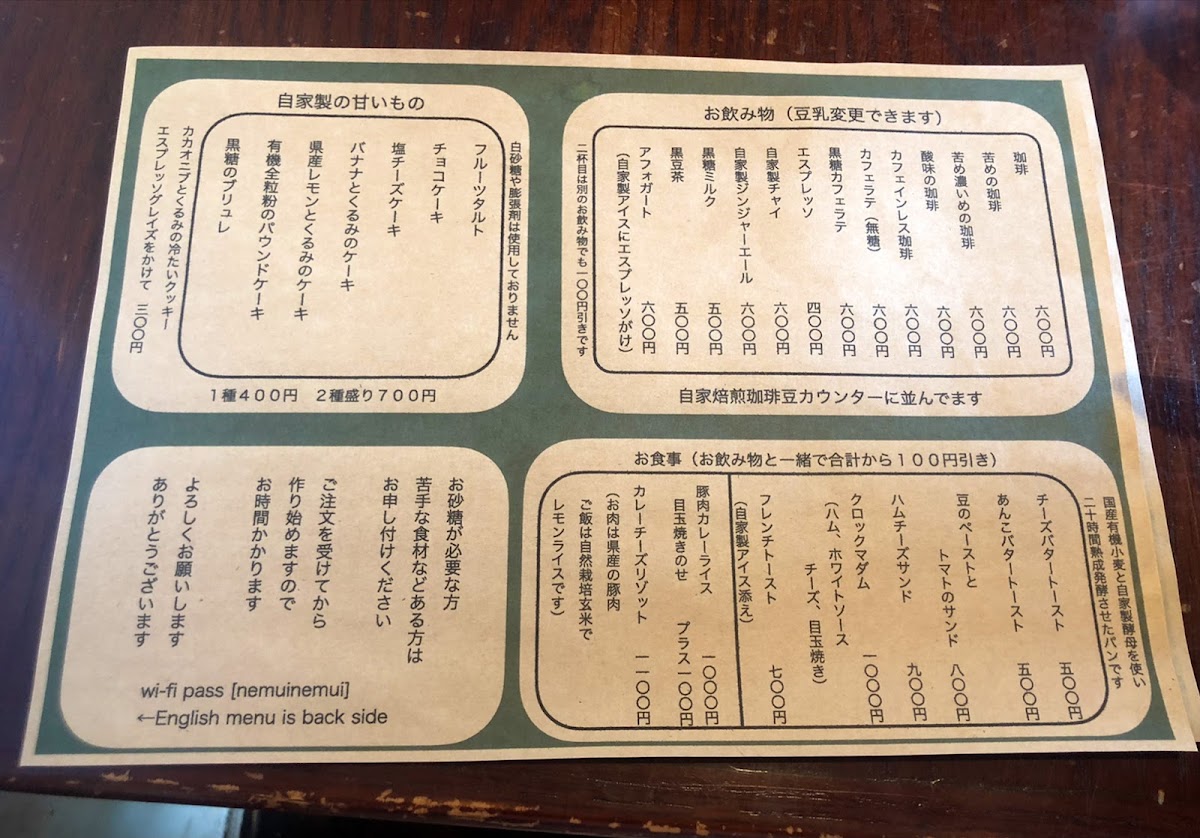 お飲み物（豆乳変更できます）
珈琲 六〇〇円
苦めの珈琲 六〇〇円
苦め濃いめの珈琲 六〇〇円
酸味の珈琲 六〇〇円
カフェインレス珈琲 六〇〇円
カフェラテ（無糖） 六〇〇円
黒糖カフェラテ 六〇〇円
エスプレッソ 四〇〇円
自家製チャイ 六〇〇円
自家製ジンジャーエール 六〇〇円
黒糖ミルク 五〇〇円
黒豆茶 五〇〇円
アフォガート 六〇〇円
（自家製アイスにエスプレッソがけ）
二杯目は別のお飲み物でも一〇〇円引きです
自家焙煎珈琲豆カウンターに並んでます
自家製の甘いもの
白砂糖や膨張剤は使用しておりません
フルーツタルト
チョコケーキ
塩チーズケーキ
バナナとくるみのケーキ
県産レモンとくるみのケーキ
有機全粒粉のパウンドケーキ
黒糖のブリュレ
カカオニブとくるみの冷たいクッキー
エスプレッソグレイズをかけて 三〇〇円
１種４００円 ２種盛り７００円
お食事（お飲み物と一緒で合計から１００円引き）
国産有機小麦と自家製酵母を使い
二十時間熟成発酵させたパンです
チーズバタートースト 五〇〇円
あんこバタートースト 五〇〇円
豆のペーストと
トマトのサンド 八〇〇円
ハムチーズサンド 九〇〇円
クロックマダム 一〇〇〇円
（ハム、ホワイトソース
チーズ、目玉焼き）
フレンチトースト 七〇〇円
（自家製アイス添え）
豚肉カレーライス 一〇〇〇円
目玉焼きのせ プラス一〇〇円
カレーチーズリゾット 一一〇〇円
（お肉は県産の豚肉
ご飯は自然栽培玄米で
レモンライスです）
お砂糖が必要な方
苦手な食材などある方は
お申し付けください
ご注文を受けてから
作り始めますので
お時間かかります
よろしくお願いします
ありがとうございます
wi-fi pass [nemuinemui]
←English menu is back side